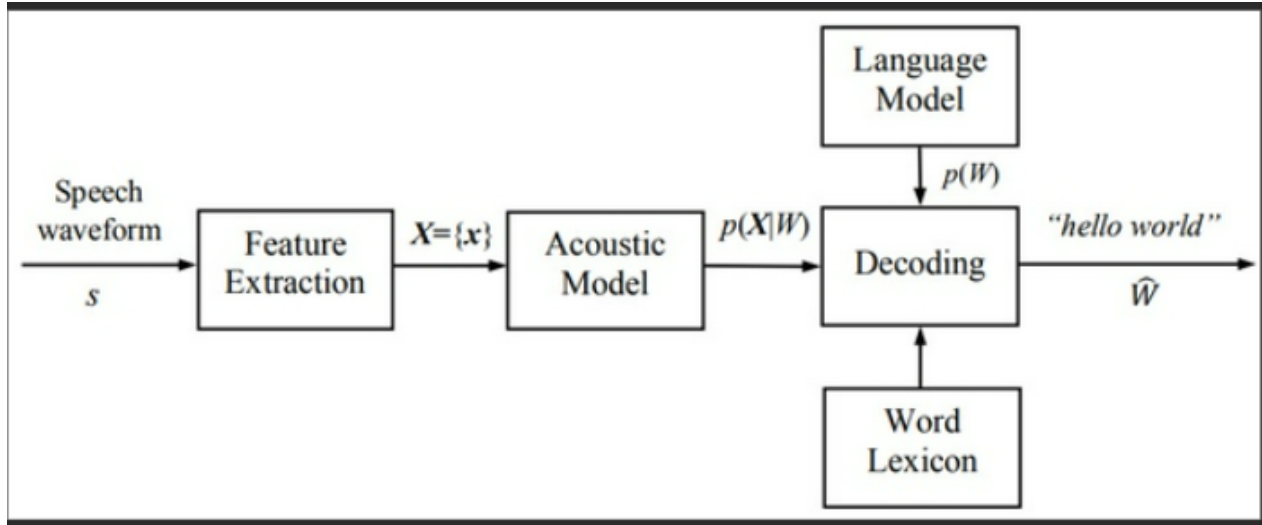 Language
Model
p(W)
Speech
waveform
s
Feature
Extraction
X={x}
Acoustic
Model
p(X|W)
Decoding
“hello world”
Ŵ
Word
Lexicon